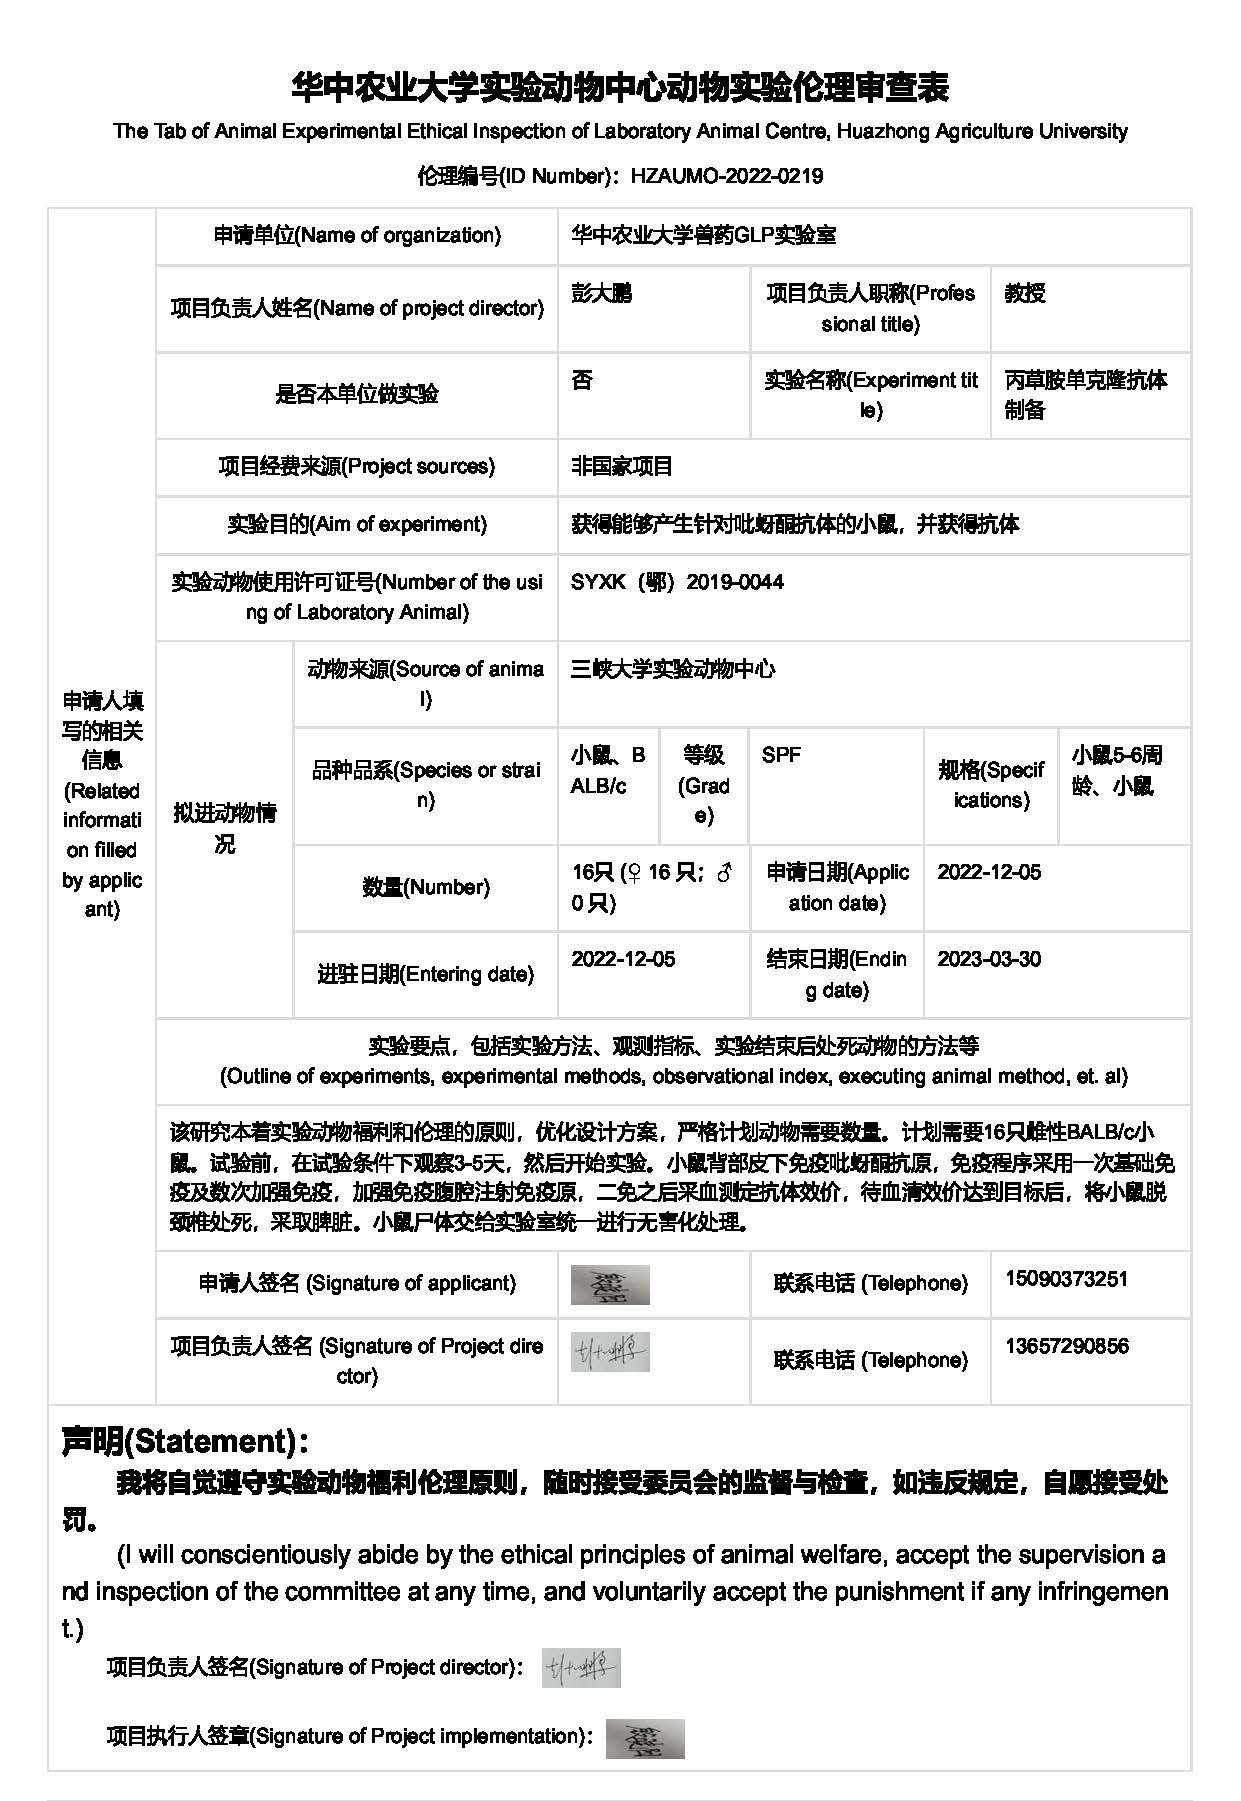 华中农业大学实验动物中心动物实验伦理审查表
The Tab of Animal Experimental Ethical Inspection of Laboratory Animal Centre, Huazhong Agriculture University
伦理编号(ID Number)：HZAUMO-2022-0219
申请人填
写的相关
信息
(Related
informati
on filled
by applic
ant)
申请单位(Name of organization)
华中农业大学兽药GLP实验室
项目负责人姓名(Name of project director)
彭大鹏
项目负责人职称(Profes
sional title)
教授
是否本单位做实验
否
实验名称(Experiment tit
le)
丙草胺单克隆抗体
制备
项目经费来源(Project sources)
非国家项目
实验目的(Aim of experiment)
获得能够产生针对吡蚜酮抗体的小鼠，并获得抗体
实验动物使用许可证号(Number of the usi
ng of Laboratory Animal)
SYXK（鄂）2019-0044
拟进动物情
况
动物来源(Source of anima
l)
三峡大学实验动物中心
品种品系(Species or strai
n)
小鼠、B
ALB/c
等级
(Grad
e)
SPF
规格(Specif
ications)
小鼠5-6周
龄、小鼠
数量(Number)
16只 (♀ 16 只；♂
0 只)
申请日期(Applic
ation date)
2022-12-05
进驻日期(Entering date)
2022-12-05
结束日期(Endin
g date)
2023-03-30
实验要点，包括实验方法、观测指标、实验结束后处死动物的方法等
(Outline of experiments, experimental methods, observational index, executing animal method, et. al)
该研究本着实验动物福利和伦理的原则，优化设计方案，严格计划动物需要数量。计划需要16只雌性BALB/c小
鼠。试验前，在试验条件下观察3-5天，然后开始实验。小鼠背部皮下免疫吡蚜酮抗原，免疫程序采用一次基础免
疫及数次加强免疫，加强免疫腹腔注射免疫原，二免之后采血测定抗体效价，待血清效价达到目标后，将小鼠脱
颈椎处死，采取脾脏。小鼠尸体交给实验室统一进行无害化处理。
申请人签名 (Signature of applicant)
联系电话 (Telephone)
15090373251
项目负责人签名 (Signature of Project dire
ctor)
联系电话 (Telephone)
13657290856
声明(Statement)：
我将自觉遵守实验动物福利伦理原则，随时接受委员会的监督与检查，如违反规定，自愿接受处
罚。
(I will conscientiously abide by the ethical principles of animal welfare, accept the supervision a
nd inspection of the committee at any time, and voluntarily accept the punishment if any infringemen
t.)
项目负责人签名(Signature of Project director)：
项目执行人签章(Signature of Project implementation)：